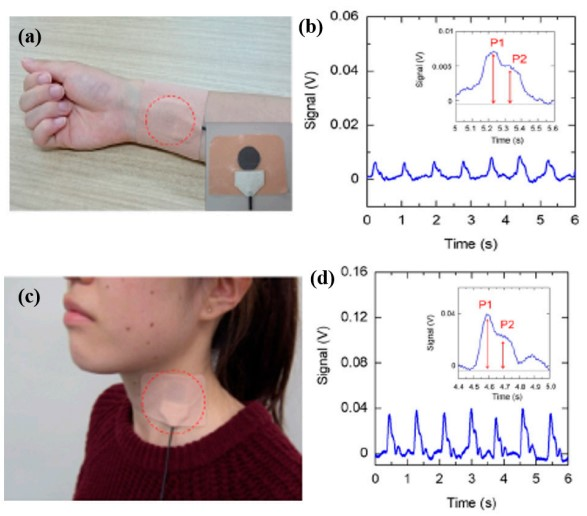 (a)
(b)
0.06
0.04
0.02
0
Signal (V)
0
1
2
3
4
5
6
Time (s)
0.01
0.005
0
Signal (V)
P1
P2
5
5.1
5.2
5.3
5.4
5.5
5.6
Time (s)
(c)
(d)
0.16
0.12
0.08
0.04
0
Signal (V)
0
1
2
3
4
5
6
Time (s)
0.04
0
Signal (V)
P1
P2
4.4
4.5
4.6
4.7
4.8
4.9
5.0
Time (s)